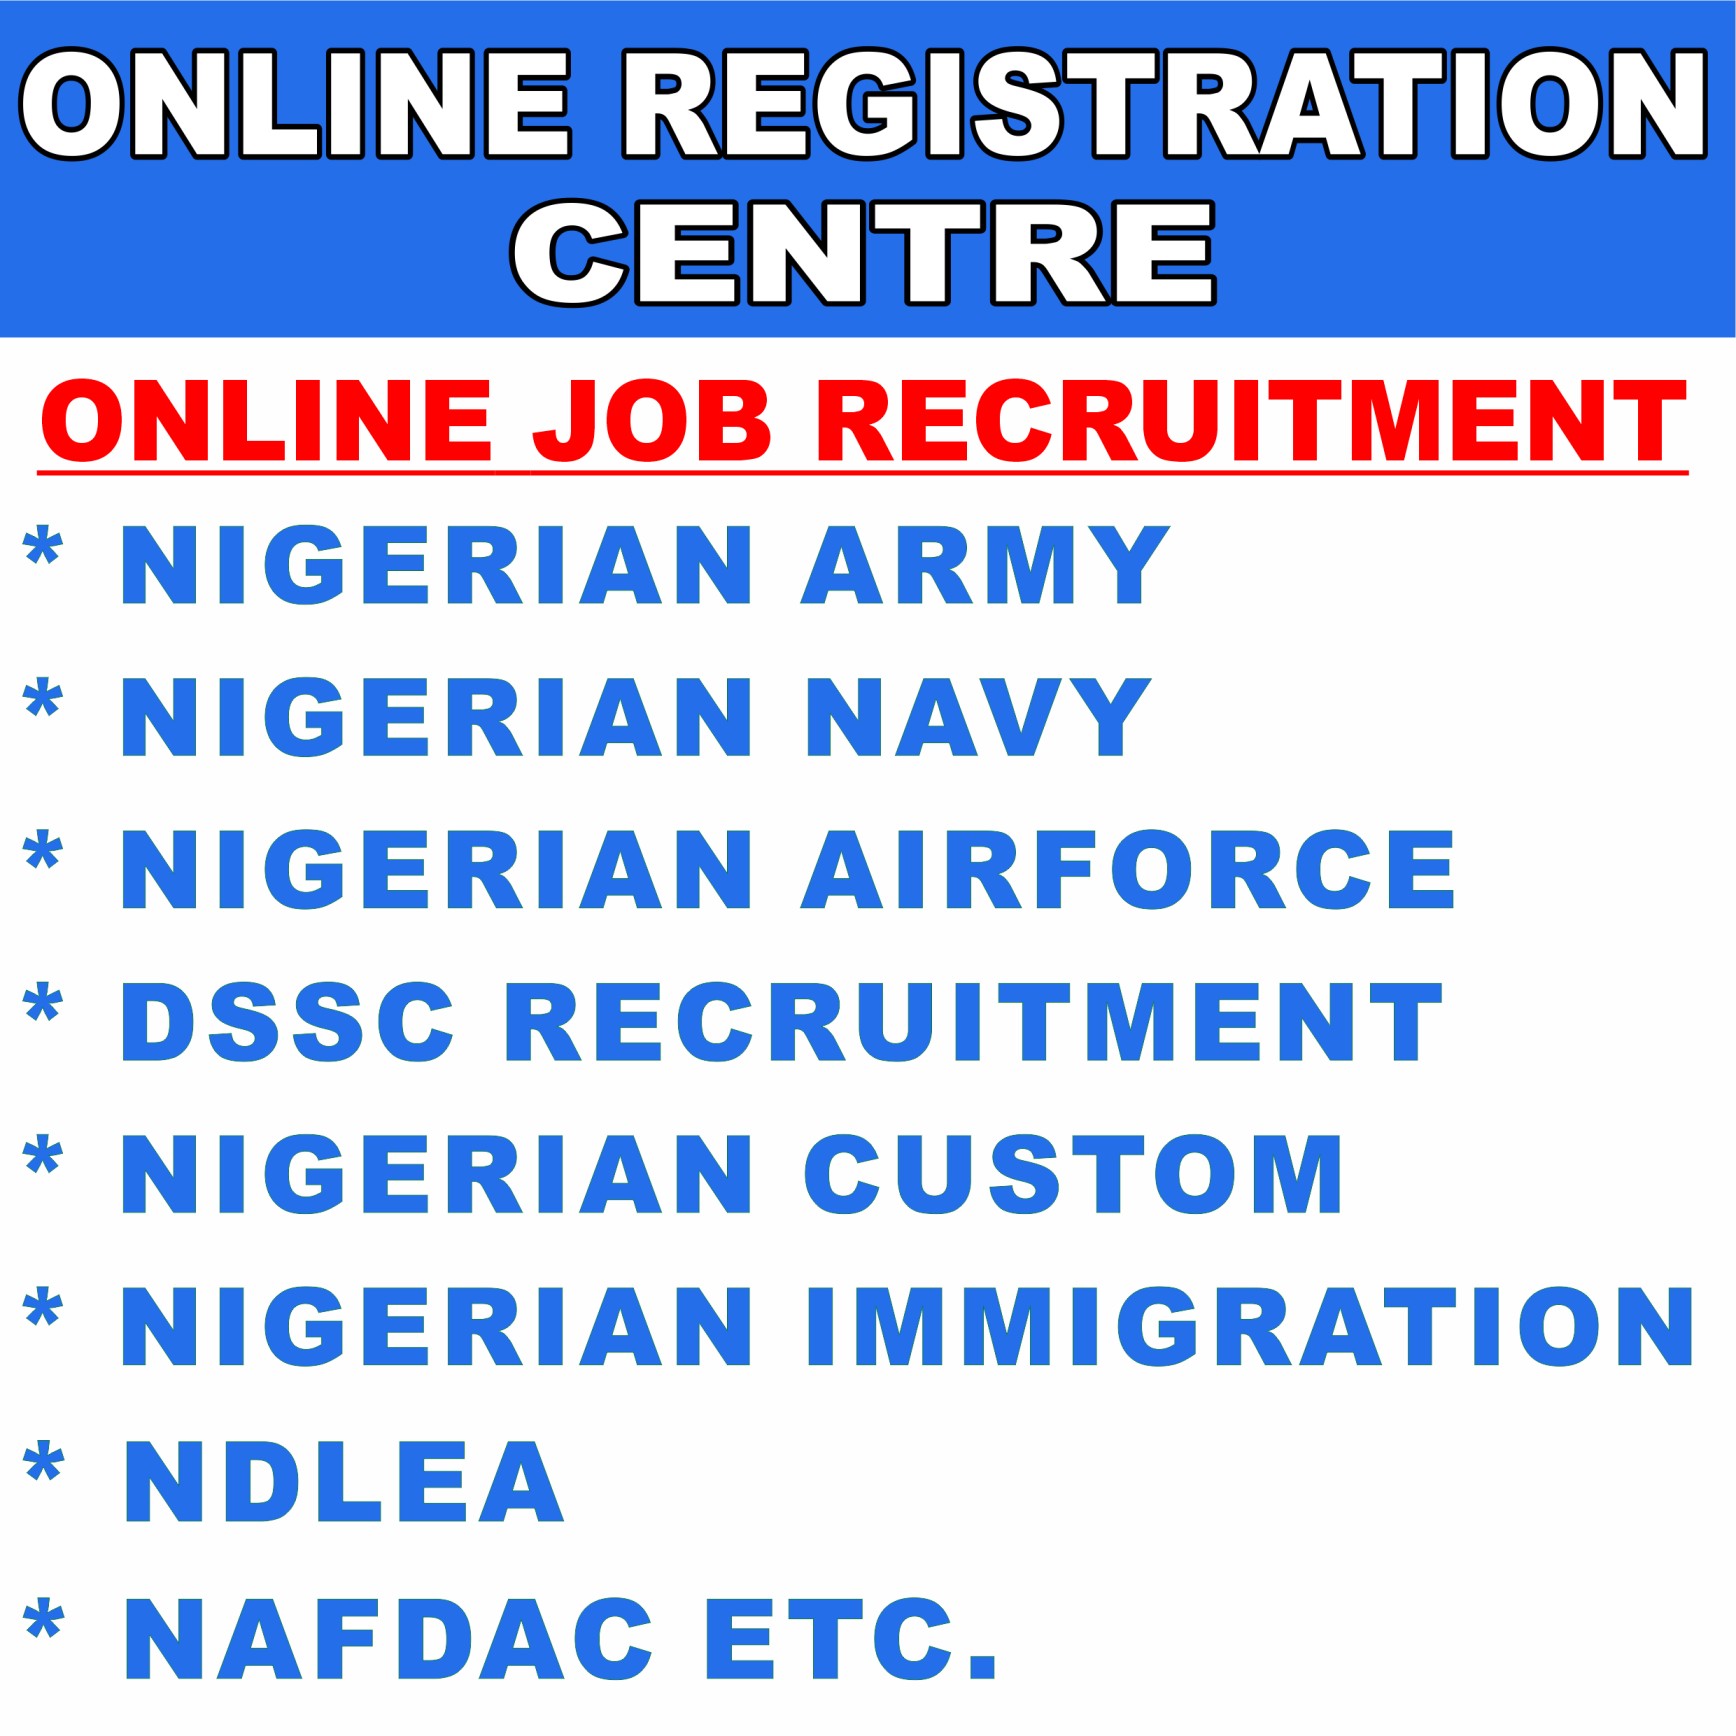 ONLINE REGISTRATION
CENTRE
ONLINE JOB RECRUITMENT
* NIGERIAN ARMY
* NIGERIAN NAVY
* NIGERIAN AIRFORCE
* DSSC RECRUITMENT
* NIGERIAN CUSTOM
* NIGERIAN IMMIGRATION
* NDLEA
* NAFDAC ETC.